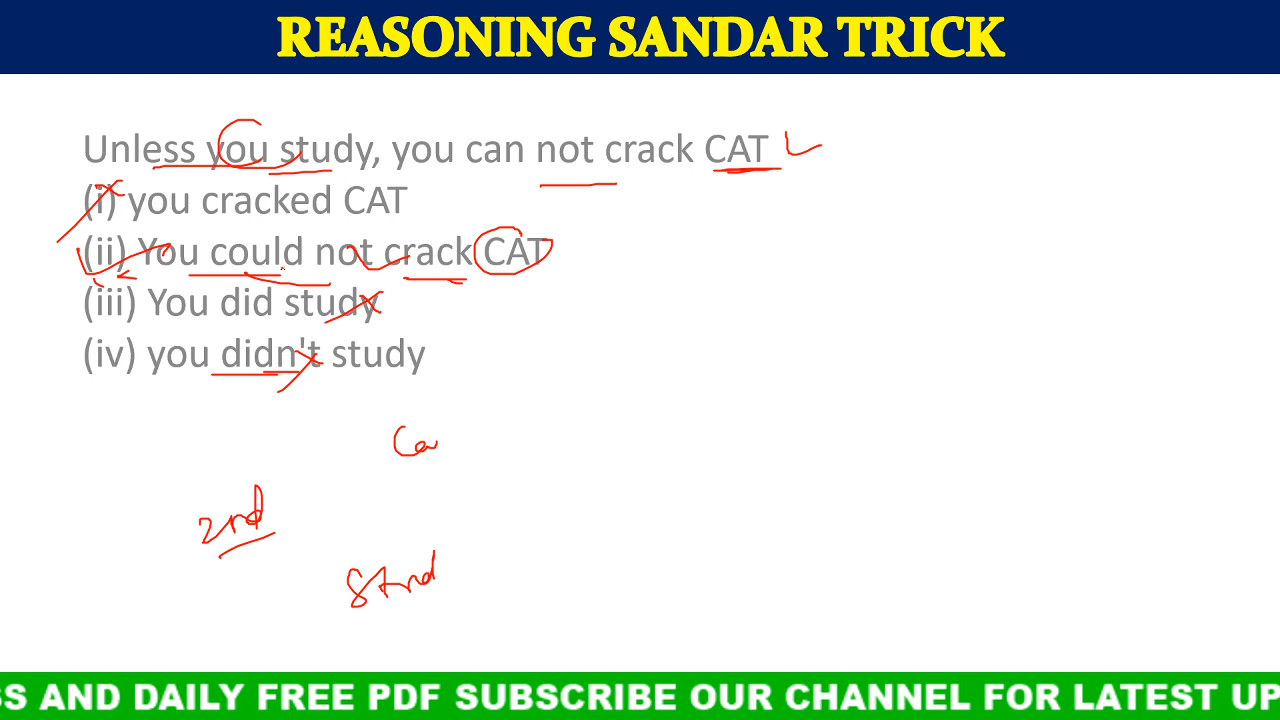 REASONING SANDAR TRICK
Unless you study, you can not crack CAT
(i) you cracked CAT
(ii) You could not crack CAT
(iii) You did study
(iv) you didn't study
2nd
SS AND DAILY FREE PDF SUBSCRIBE OUR CHANNEL FOR LATEST UP